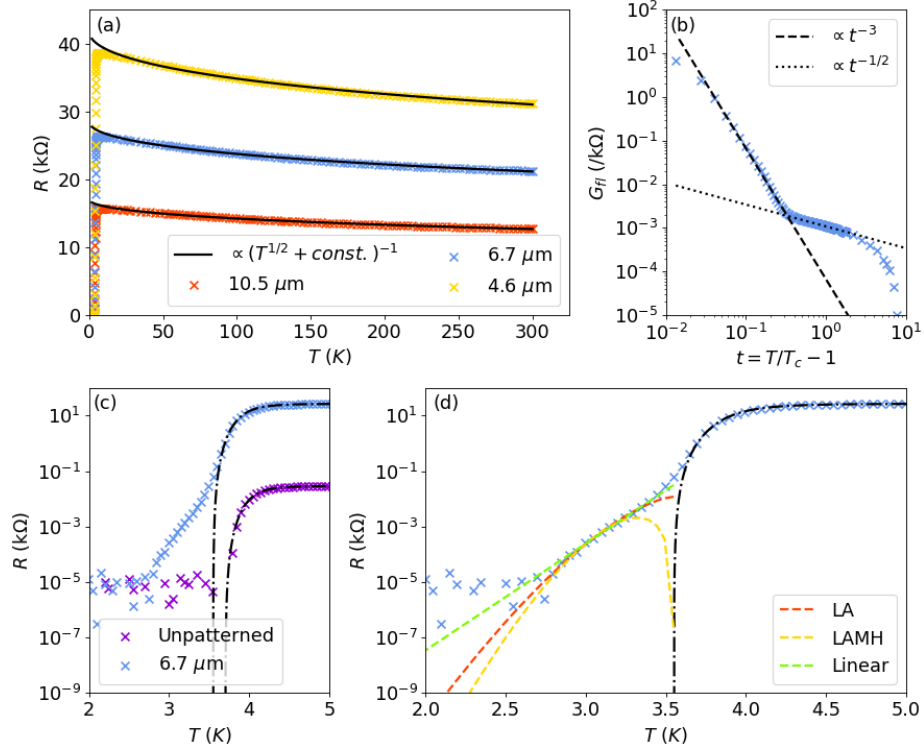 (a)
R (kΩ)
40
30
20
10
0
∝ (T^{1/2} + const. )^{-1}
10.5 μm
6.7 μm
4.6 μm
0 50 100 150 200 250 300
T (K)
(b)
G_{fl} (/kΩ)
10^2
10^1
10^0
10^{-1}
10^{-2}
10^{-3}
10^{-4}
10^{-5}
∝ t^{-3}
∝ t^{-1/2}
10^{-2} 10^{-1} 10^0 10^1
t = T/T_c − 1
(c)
R (kΩ)
10^1
10^{-1}
10^{-3}
10^{-5}
10^{-7}
10^{-9}
Unpatterned
6.7 μm
2 3 4 5
T (K)
(d)
R (kΩ)
10^1
10^{-1}
10^{-3}
10^{-5}
10^{-7}
10^{-9}
LA
LAMH
Linear
2.0 2.5 3.0 3.5 4.0 4.5 5.0
T (K)